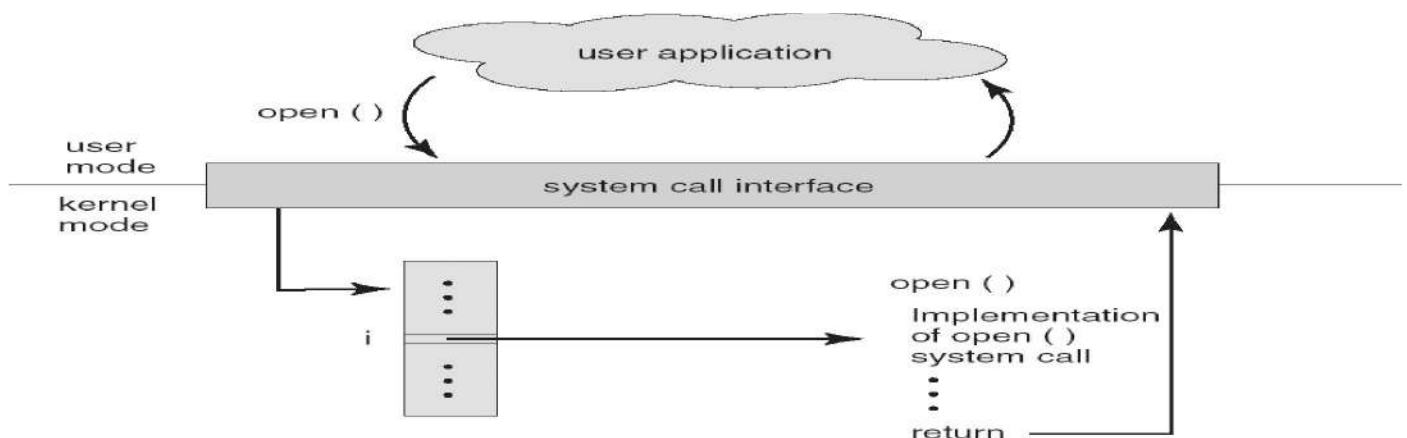 user application
open ( )
user
mode
system call interface
kernel
mode
i
open ( )
Implementation
of open ( )
system call
return